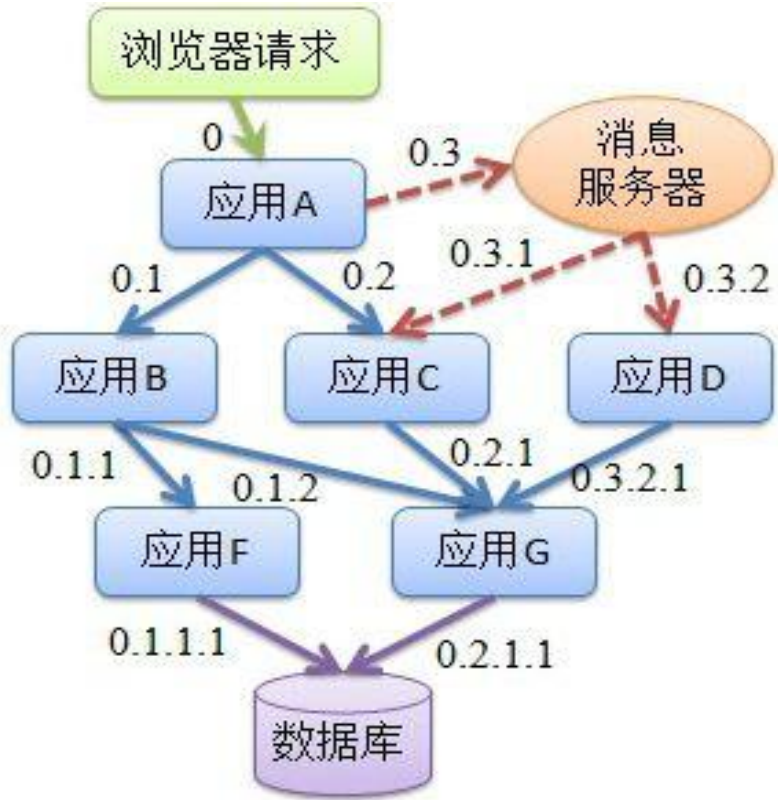 浏览器请求
0
0.3
消息
服务器
应用A
0.1
0.2
0.3.1
0.3.2
应用B
应用C
应用D
0.1.1
0.1.2
0.2.1
0.3.2.1
应用F
应用G
0.1.1.1
0.2.1.1
数据库